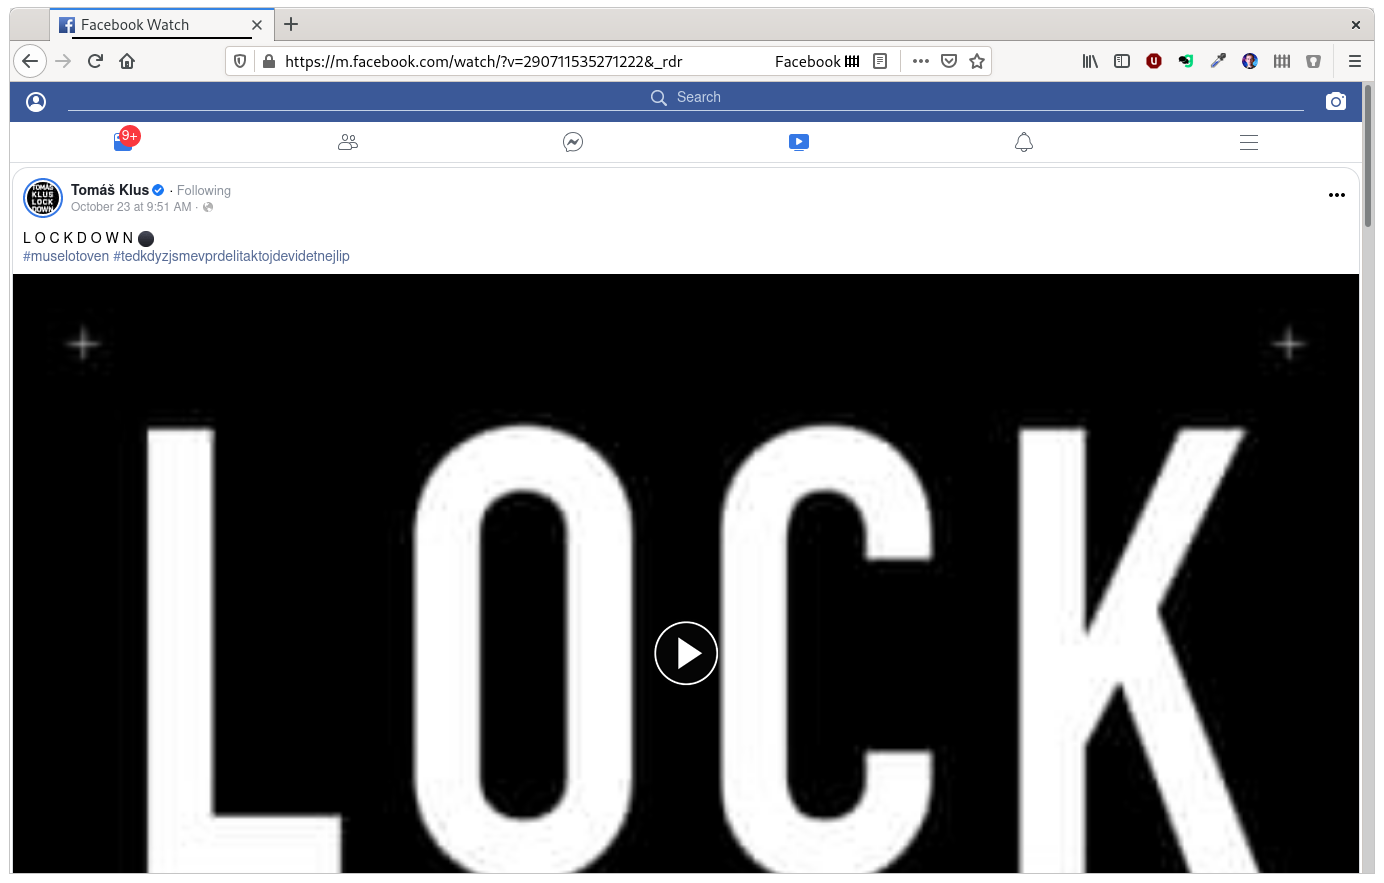 Facebook Watch
https://m.facebook.com/watch/?v=290711535271222&_rdr
Facebook
Search
9+
Tomáš Klus · Following
October 23 at 9:51 AM ·
L O C K D O W N
#muselotoven #tedkdyzjsmevprdelitaktojdevidetnejlip
LOCK
TOMÁŠ
KLUS
LOCK
DOWN